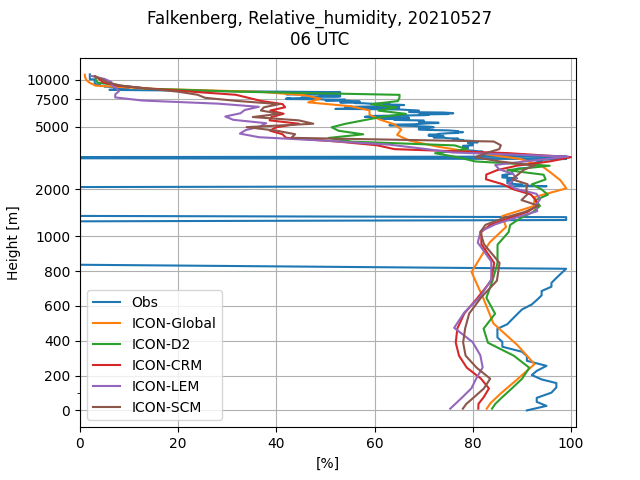 Falkenberg, Relative_humidity, 20210527
06 UTC
10000
7500
5000
2000
1000
800
600
400
200
0
Height [m]
Obs
ICON-Global
ICON-D2
ICON-CRM
ICON-LEM
ICON-SCM
0 20 40 60 80 100
[%]